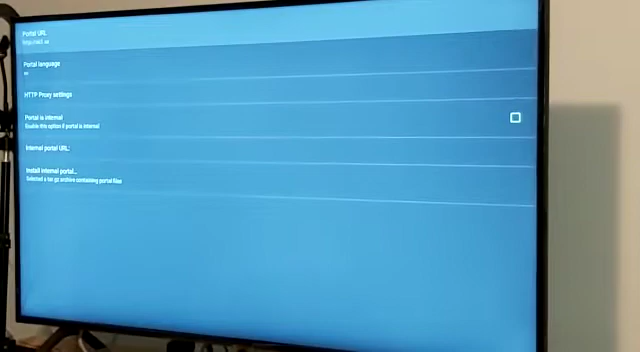 Portal URL
Portal language
en
HTTP Proxy settings
Portal is internal
Enable this option if portal is internal
Internal portal URL:
Install internal portal...
Selected a tar gz archive containing portal files